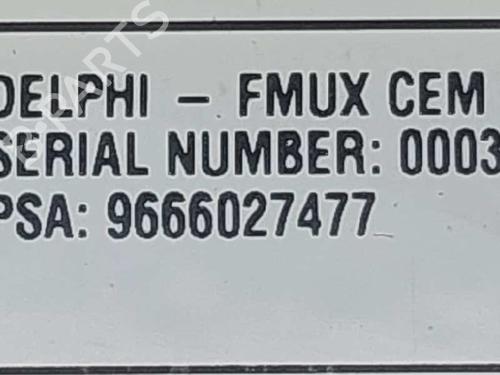 DELPHI - FMUX CEM
SERIAL NUMBER: 0003
PSA: 9666027477